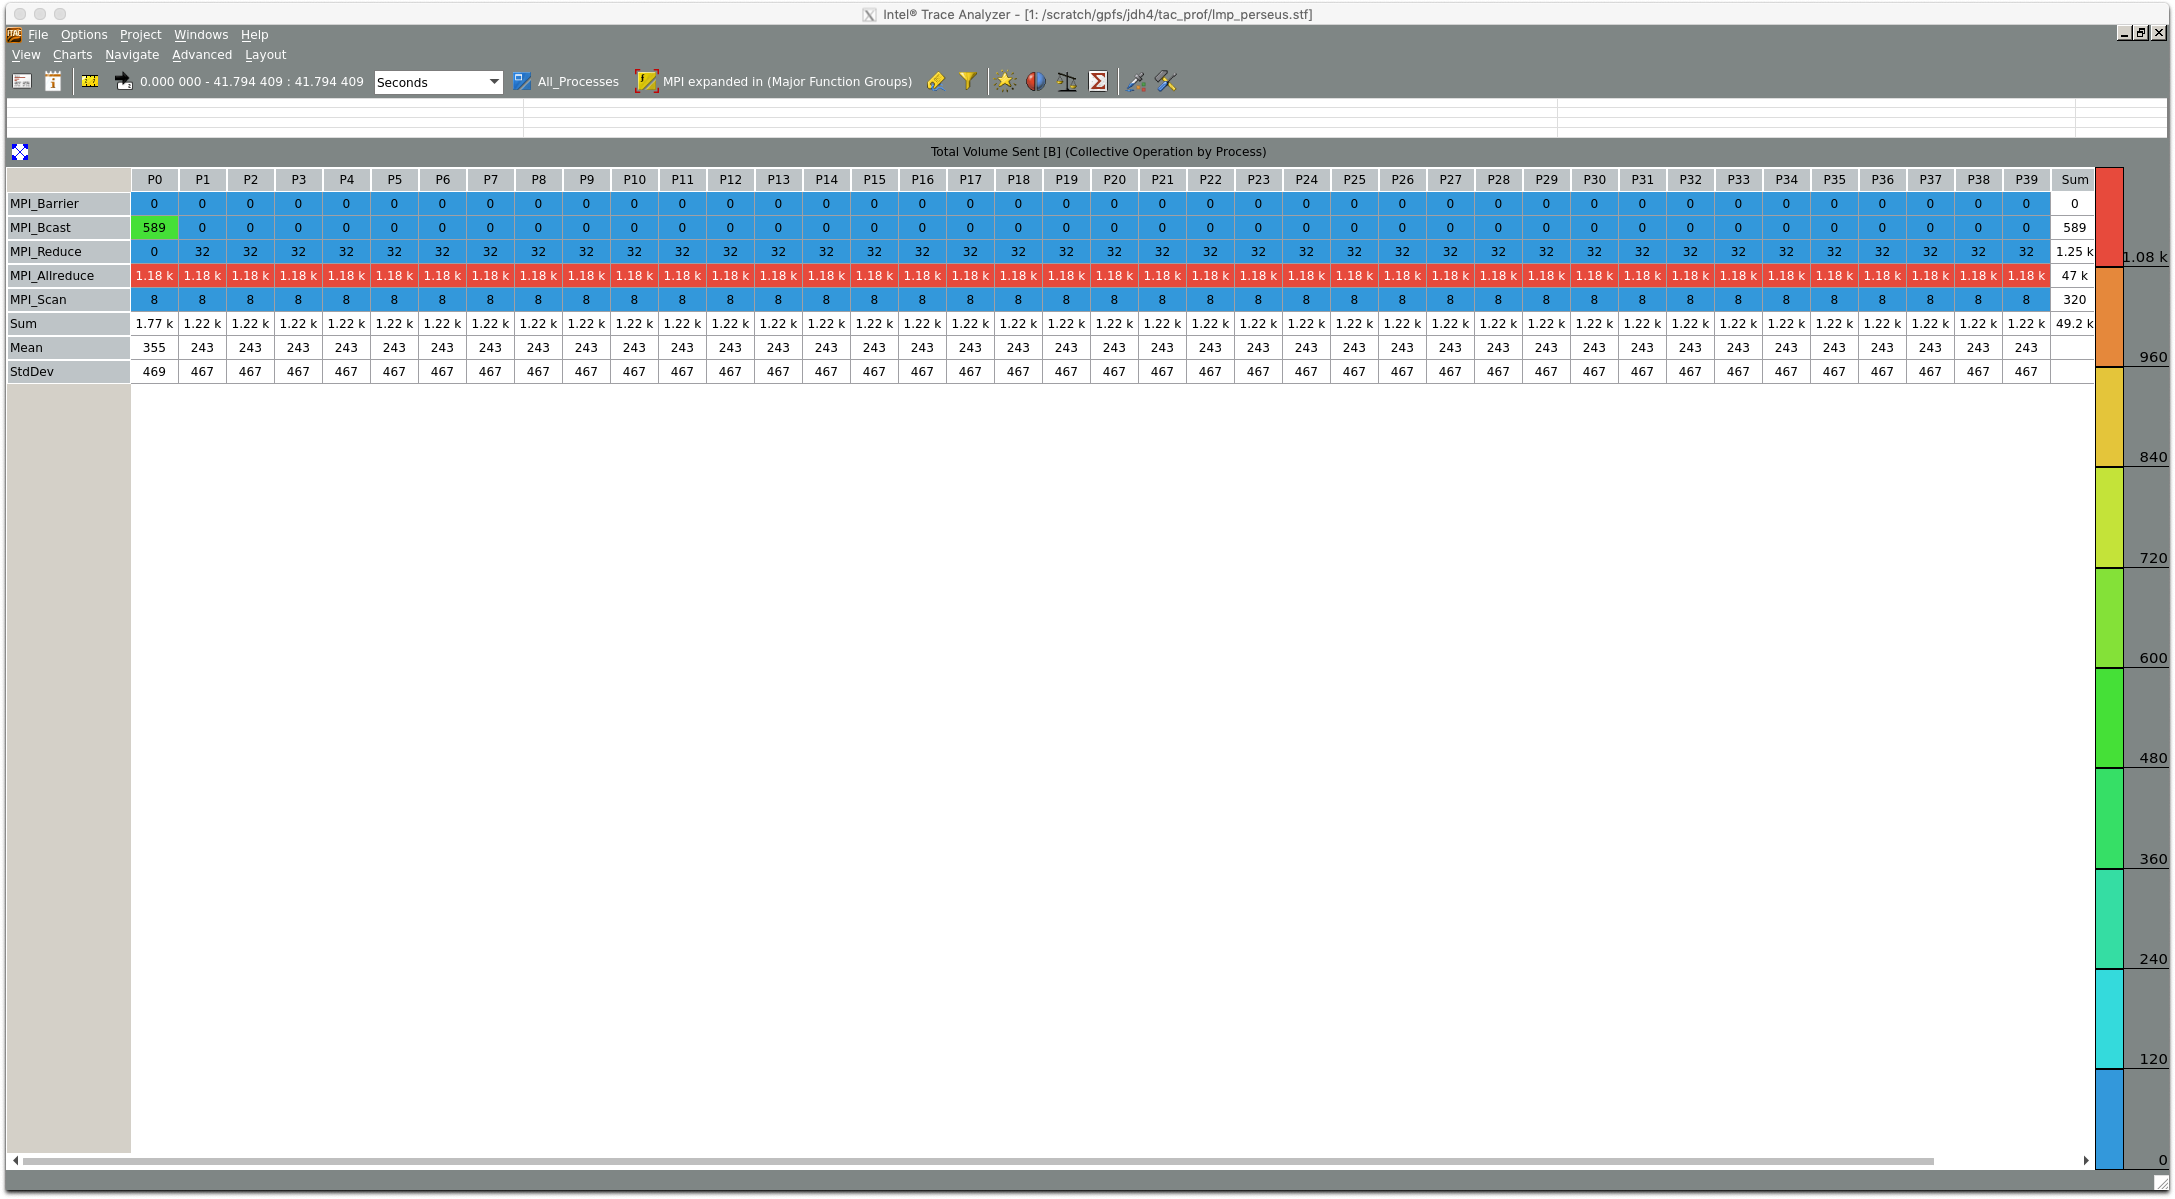 Intel® Trace Analyzer - [1: /scratch/gpfs/jdh4/tac_prof/lmp_perseus.stf]
File Options Project Windows Help
View Charts Navigate Advanced Layout
0.000 000 - 41.794 409 : 41.794 409 Seconds All_Processes MPI expanded in (Major Function Groups)
Total Volume Sent [B] (Collective Operation by Process)
P0 P1 P2 P3 P4 P5 P6 P7 P8 P9 P10 P11 P12 P13 P14 P15 P16 P17 P18 P19 P20 P21 P22 P23 P24 P25 P26 P27 P28 P29 P30 P31 P32 P33 P34 P35 P36 P37 P38 P39 Sum
MPI_Barrier 0 0 0 0 0 0 0 0 0 0 0 0 0 0 0 0 0 0 0 0 0 0 0 0 0 0 0 0 0 0 0 0 0 0 0 0 0 0 0 0 0
MPI_Bcast 589 0 0 0 0 0 0 0 0 0 0 0 0 0 0 0 0 0 0 0 0 0 0 0 0 0 0 0 0 0 0 0 0 0 0 0 0 0 0 0 589
MPI_Reduce 0 32 32 32 32 32 32 32 32 32 32 32 32 32 32 32 32 32 32 32 32 32 32 32 32 32 32 32 32 32 32 32 32 32 32 32 32 32 32 32 1.25 k
MPI_Allreduce 1.18 k 1.18 k 1.18 k 1.18 k 1.18 k 1.18 k 1.18 k 1.18 k 1.18 k 1.18 k 1.18 k 1.18 k 1.18 k 1.18 k 1.18 k 1.18 k 1.18 k 1.18 k 1.18 k 1.18 k 1.18 k 1.18 k 1.18 k 1.18 k 1.18 k 1.18 k 1.18 k 1.18 k 1.18 k 1.18 k 1.18 k 1.18 k 1.18 k 1.18 k 1.18 k 1.18 k 1.18 k 1.18 k 1.18 k 1.18 k 47 k
MPI_Scan 8 8 8 8 8 8 8 8 8 8 8 8 8 8 8 8 8 8 8 8 8 8 8 8 8 8 8 8 8 8 8 8 8 8 8 8 8 8 8 8 320
Sum 1.77 k 1.22 k 1.22 k 1.22 k 1.22 k 1.22 k 1.22 k 1.22 k 1.22 k 1.22 k 1.22 k 1.22 k 1.22 k 1.22 k 1.22 k 1.22 k 1.22 k 1.22 k 1.22 k 1.22 k 1.22 k 1.22 k 1.22 k 1.22 k 1.22 k 1.22 k 1.22 k 1.22 k 1.22 k 1.22 k 1.22 k 1.22 k 1.22 k 1.22 k 1.22 k 1.22 k 1.22 k 1.22 k 1.22 k 1.22 k 49.2 k
Mean 355 243 243 243 243 243 243 243 243 243 243 243 243 243 243 243 243 243 243 243 243 243 243 243 243 243 243 243 243 243 243 243 243 243 243 243 243 243 243 243
StdDev 469 467 467 467 467 467 467 467 467 467 467 467 467 467 467 467 467 467 467 467 467 467 467 467 467 467 467 467 467 467 467 467 467 467 467 467 467 467 467 467
1.08 k
960
840
720
600
480
360
240
120
0